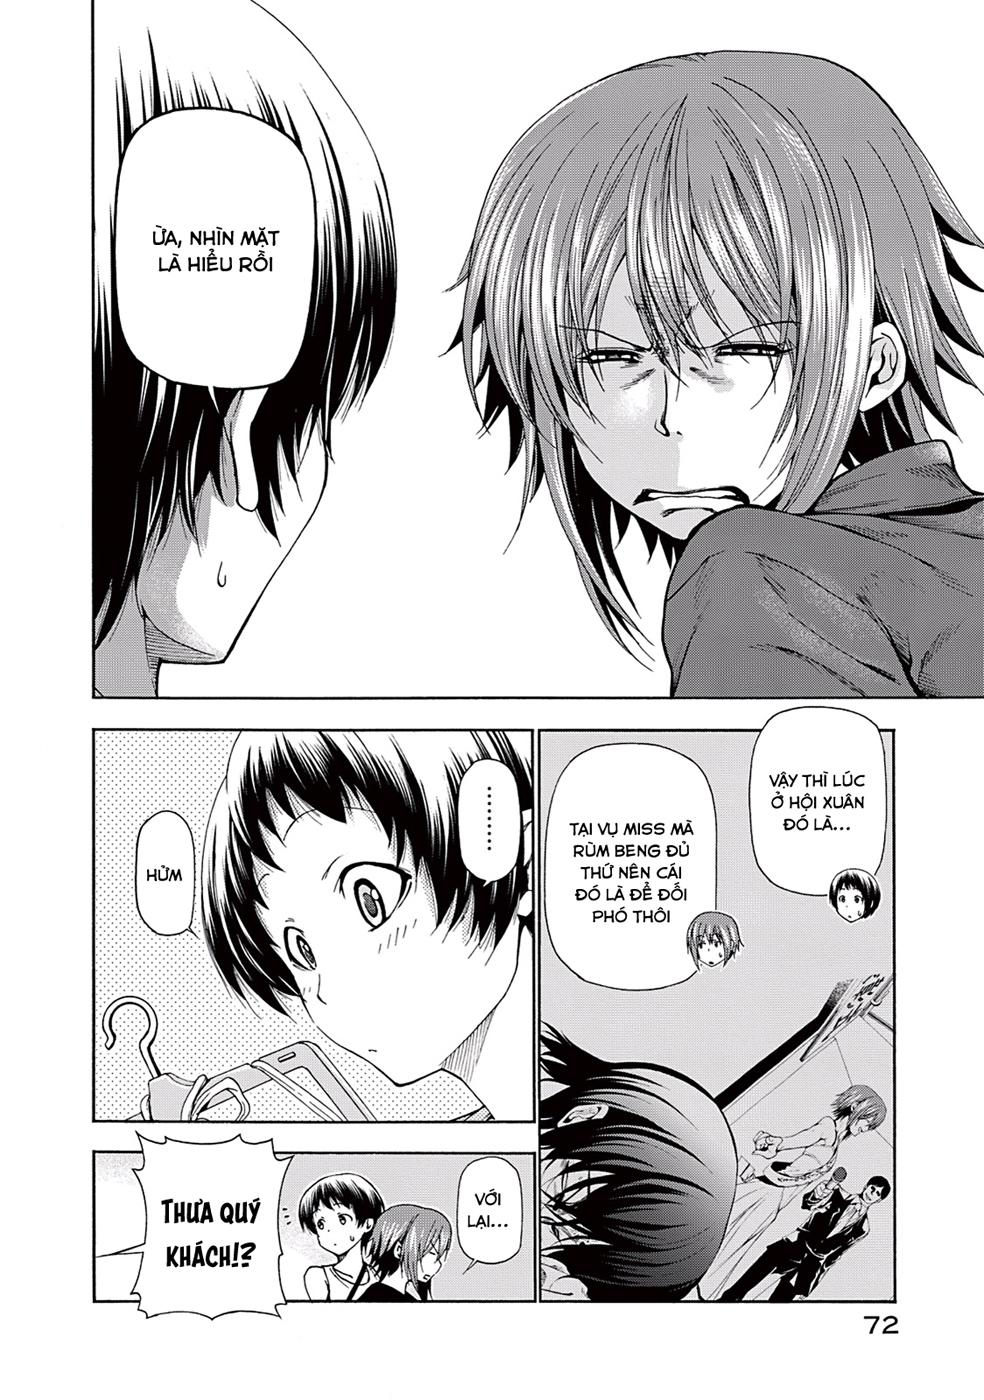 ỪA, NHÌN MẶT
LÀ HIỂU RỒI
VẬY THÌ LÚC
Ở HỘI XUÂN
ĐÓ LÀ...
TẠI VỤ MISS MÀ
RÙM BENG ĐỦ
THỨ NÊN CÁI
ĐÓ LÀ ĐỂ ĐỐI
PHÓ THÔI
.........
HỬM
VỚI
LẠI...
THƯA QUÝ
KHÁCH!?
72